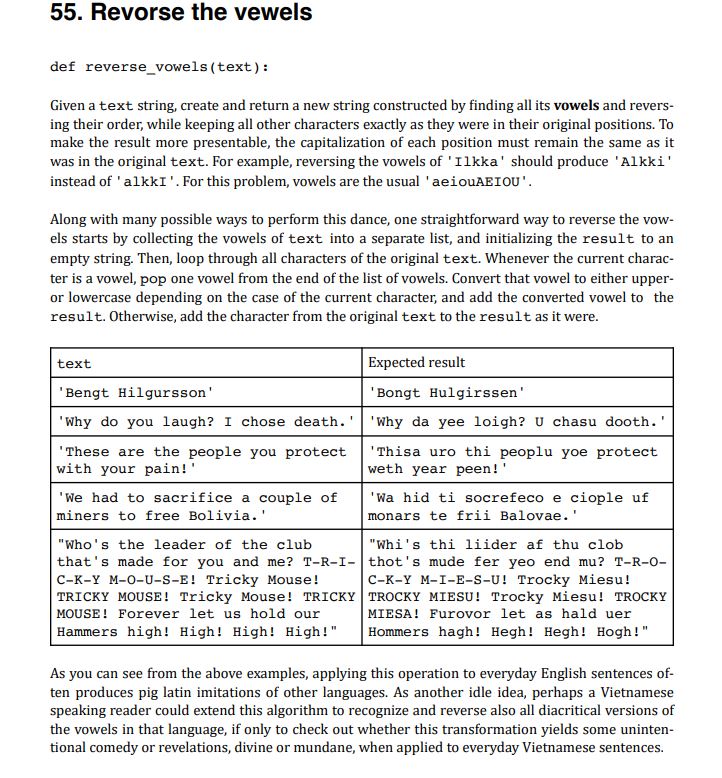 55. Revorse the vewels
def reverse_vowels(text):
Given a text string, create and return a new string constructed by finding all its vowels and revers-
ing their order, while keeping all other characters exactly as they were in their original positions. To
make the result more presentable, the capitalization of each position must remain the same as it
was in the original text. For example, reversing the vowels of 'Ilkka' should produce 'Alkki'
instead of 'alkkI'. For this problem, vowels are the usual 'aeiouAEIOU'.
Along with many possible ways to perform this dance, one straightforward way to reverse the vow-
els starts by collecting the vowels of text into a separate list, and initializing the result to an
empty string. Then, loop through all characters of the original text. Whenever the current charac-
ter is a vowel, pop one vowel from the end of the list of vowels. Convert that vowel to either upper-
or lowercase depending on the case of the current character, and add the converted vowel to the
result. Otherwise, add the character from the original text to the result as it were.
text
Expected result
'Bengt Hilgursson'
'Bongt Hulgirssen'
'Why do you laugh? I chose death.'
'Why da yee loigh? U chasu dooth.'
'These are the people you protect
with your pain!'
'Thisa uro thi peoplu yoe protect
weth year peen!'
'We had to sacrifice a couple of
miners to free Bolivia.'
'Wa hid ti socrefeco e ciople uf
monars te frii Balovae.'
"Who's the leader of the club
that's made for you and me? T-R-I-
C-K-Y M-O-U-S-E! Tricky Mouse!
TRICKY MOUSE! Tricky Mouse! TRICKY
MOUSE! Forever let us hold our
Hammers high! High! High! High!"
"Whi's thi liider af thu clob
thot's mude fer yeo end mu? T-R-O-
C-K-Y M-I-E-S-U! Trocky Miesu!
TROCKY MIESU! Trocky Miesu! TROCKY
MIESA! Furovor let as hald uer
Hommers hagh! Hegh! Hegh! Hogh!"
As you can see from the above examples, applying this operation to everyday English sentences of-
ten produces pig latin imitations of other languages. As another idle idea, perhaps a Vietnamese
speaking reader could extend this algorithm to recognize and reverse also all diacritical versions of
the vowels in that language, if only to check out whether this transformation yields some uninten-
tional comedy or revelations, divine or mundane, when applied to everyday Vietnamese sentences.